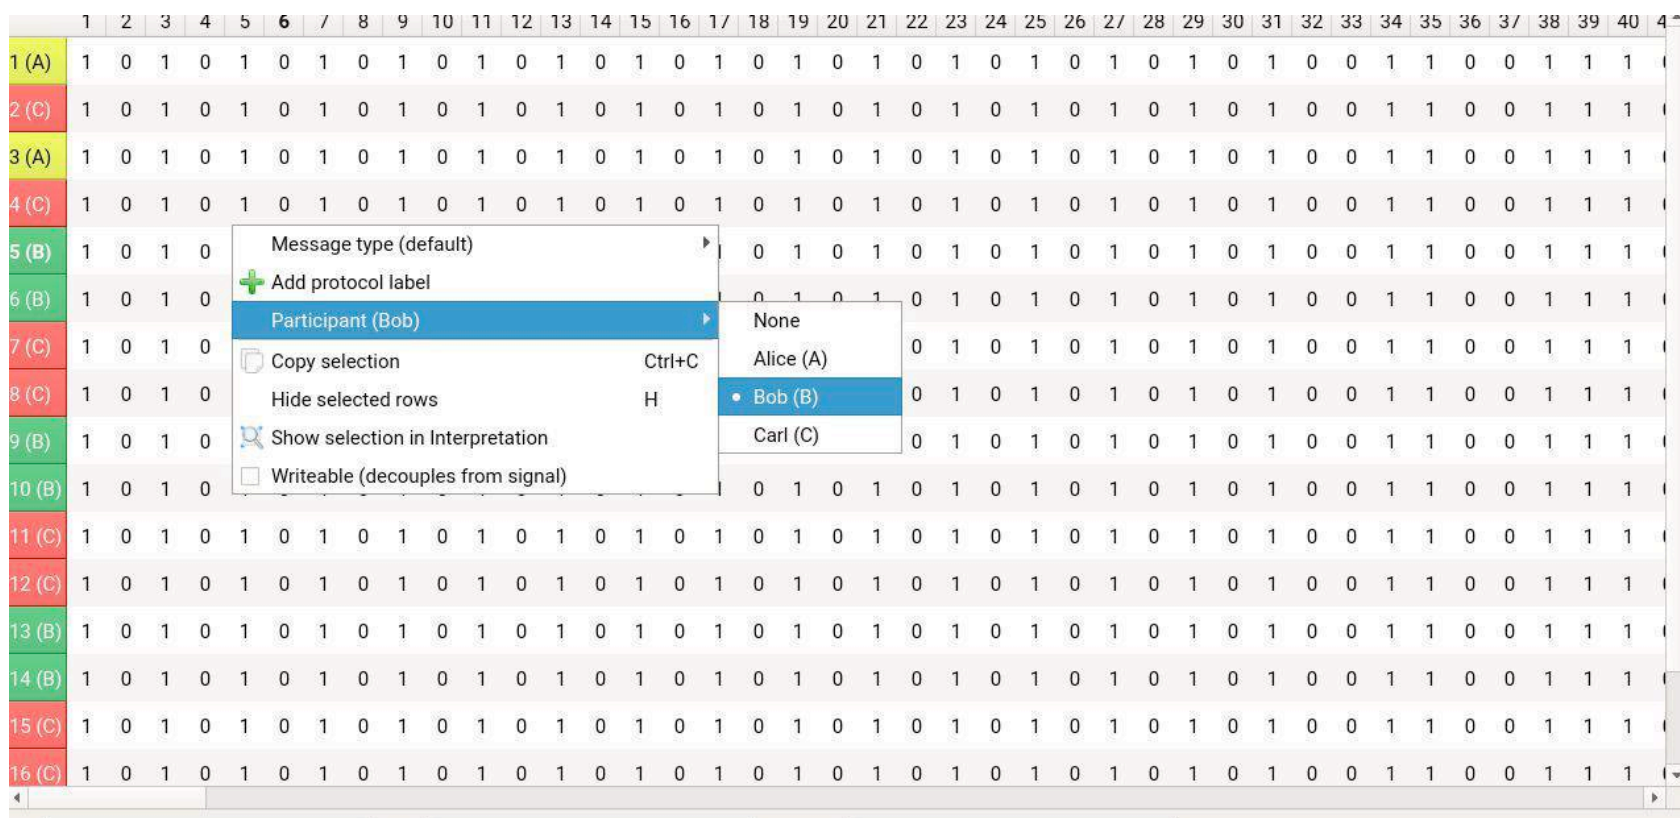 1 2 3 4 5 6 7 8 9 10 11 12 13 14 15 16 17 18 19 20 21 22 23 24 25 26 27 28 29 30 31 32 33 34 35 36 37 38 39 40
1 (A) 1 0 1 0 1 0 1 0 1 0 1 0 1 0 1 0 1 0 1 0 1 0 1 0 1 0 1 0 1 0 1 0 0 1 1 0 0 1 1 1
2 (C) 1 0 1 0 1 0 1 0 1 0 1 0 1 0 1 0 1 0 1 0 1 0 1 0 1 0 1 0 1 0 1 0 0 1 1 0 0 1 1 1
3 (A) 1 0 1 0 1 0 1 0 1 0 1 0 1 0 1 0 1 0 1 0 1 0 1 0 1 0 1 0 1 0 1 0 0 1 1 0 0 1 1 1
4 (C) 1 0 1 0 1 0 1 0 1 0 1 0 1 0 1 0 1 0 1 0 1 0 1 0 1 0 1 0 1 0 1 0 0 1 1 0 0 1 1 1
5 (B) 1 0 1 0 1 0 1 0 1 0 1 0 1 0 1 0 1 0 1 0 0 1 1 0 0 1 1 1
6 (B) 1 0 1 0 0 1 0 1 0 1 0 1 0 1 0 1 0 1 0 0 1 1 0 0 1 1 1
7 (C) 1 0 1 0 0 1 0 1 0 1 0 1 0 1 0 0 1 1 0 0 1 1 1
8 (C) 1 0 1 0 0 1 0 1 0 1 0 1 0 1 0 0 1 1 0 0 1 1 1
9 (B) 1 0 1 0 0 1 0 1 0 1 0 1 0 1 0 0 1 1 0 0 1 1 1
10 (B) 1 0 1 0 0 1 0 1 0 1 0 1 0 1 0 1 0 1 0 0 1 1 0 0 1 1 1
11 (C) 1 0 1 0 1 0 1 0 1 0 1 0 1 0 1 0 1 0 1 0 1 0 1 0 1 0 1 0 1 0 1 0 0 1 1 0 0 1 1 1
12 (C) 1 0 1 0 1 0 1 0 1 0 1 0 1 0 1 0 1 0 1 0 1 0 1 0 1 0 1 0 1 0 1 0 0 1 1 0 0 1 1 1
13 (B) 1 0 1 0 1 0 1 0 1 0 1 0 1 0 1 0 1 0 1 0 1 0 1 0 1 0 1 0 1 0 1 0 0 1 1 0 0 1 1 1
14 (B) 1 0 1 0 1 0 1 0 1 0 1 0 1 0 1 0 1 0 1 0 1 0 1 0 1 0 1 0 1 0 1 0 0 1 1 0 0 1 1 1
15 (C) 1 0 1 0 1 0 1 0 1 0 1 0 1 0 1 0 1 0 1 0 1 0 1 0 1 0 1 0 1 0 1 0 0 1 1 0 0 1 1 1
16 (C) 1 0 1 0 1 0 1 0 1 0 1 0 1 0 1 0 1 0 1 0 1 0 1 0 1 0 1 0 1 0 1 0 0 1 1 0 0 1 1 1
Message type (default)
Add protocol label
Participant (Bob)
Copy selection Ctrl+C
Hide selected rows H
Show selection in Interpretation
Writeable (decouples from signal)
None
Alice (A)
Bob (B)
Carl (C)